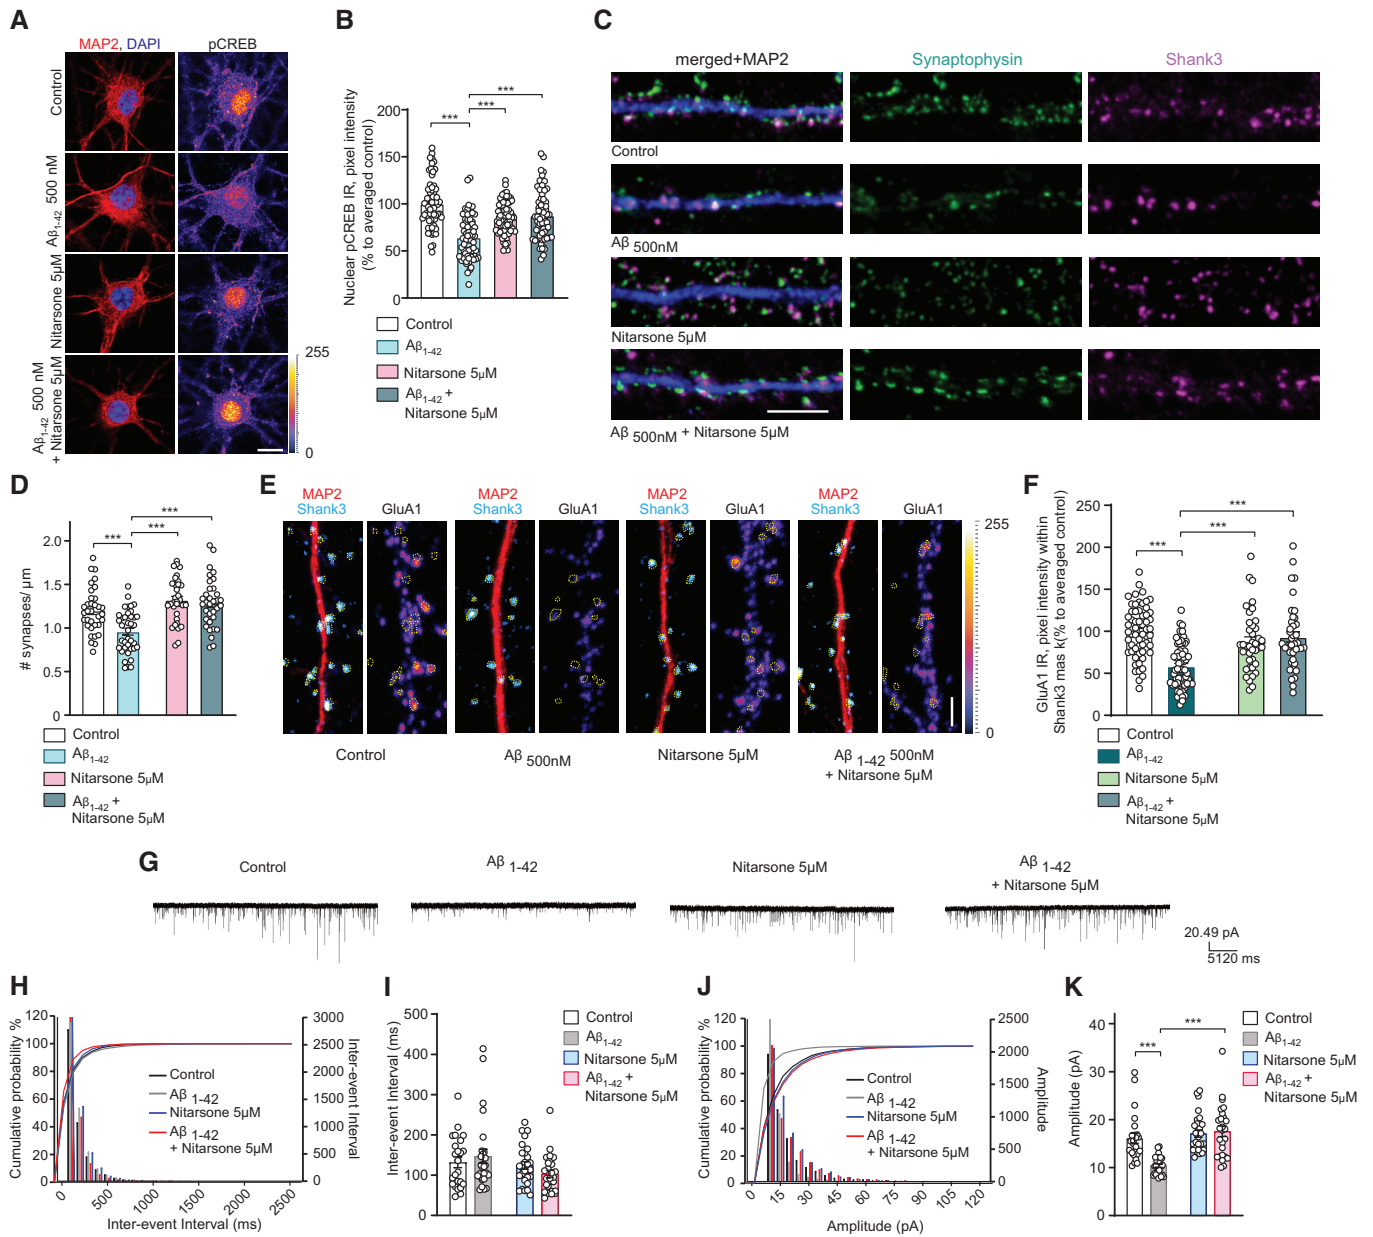 A
MAP2, DAPI
pCREB
Control
Aβ1-42 500 nM
Nitarsone 5µM
Aβ1-42 500 nM
+ Nitarsone 5µM
255
0
B
Nuclear pCREB IR, pixel intensity
(% to averaged control)
200
150
100
50
0
***
***
***
Control
Aβ1-42
Nitarsone 5µM
Aβ1-42 +
Nitarsone 5µM
C
merged+MAP2
Synaptophysin
Shank3
Control
Aβ 500nM
Nitarsone 5µM
Aβ 500nM + Nitarsone 5µM
D
# synapses/ µm
2.0
1.5
1.0
0.5
0
***
***
***
Control
Aβ1-42
Nitarsone 5µM
Aβ1-42 +
Nitarsone 5µM
E
MAP2
Shank3
GluA1
MAP2
Shank3
GluA1
MAP2
Shank3
GluA1
MAP2
Shank3
GluA1
255
0
Control
Aβ 500nM
Nitarsone 5µM
Aβ 1-42 500nM
+ Nitarsone 5µM
F
GluA1 IR, pixel intensity within
Shank3 mas k(% to averaged control)
250
200
150
100
50
0
***
***
***
Control
Aβ1-42
Nitarsone 5µM
Aβ1-42 +
Nitarsone 5µM
G
Control
Aβ 1-42
Nitarsone 5µM
Aβ 1-42
+ Nitarsone 5µM
20.49 pA
5120 ms
H
Cumulative probability %
120
100
80
60
40
20
0
3000
2500
2000
1500
1000
500
0
Inter-event Interval
Control
Aβ 1-42
Nitarsone 5µM
Aβ 1-42
+ Nitarsone 5µM
0 500 1000 1500 2000 2500
Inter-event Interval (ms)
I
Inter-event Interval (ms)
500
400
300
200
100
0
Control
Aβ1-42
Nitarsone 5µM
Aβ1-42 +
Nitarsone 5µM
J
Cumulative probability %
120
100
80
60
40
20
0
2500
2000
1500
1000
500
0
Amplitude
Control
Aβ 1-42
Nitarsone 5µM
Aβ 1-42
+ Nitarsone 5µM
0 15 30 45 60 75 90 105 120
Amplitude (pA)
K
Amplitude (pA)
40
30
20
10
0
***
***
Control
Aβ1-42
Nitarsone 5µM
Aβ1-42 +
Nitarsone 5µM